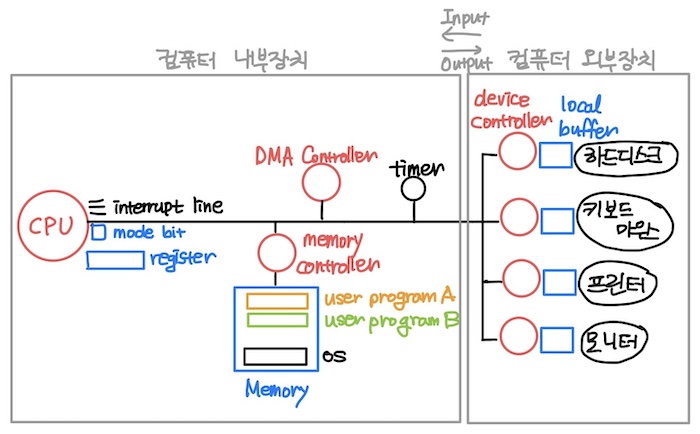 Input
Output
컴퓨터 내부장치
컴퓨터 외부장치
CPU
interrupt line
mode bit
register
DMA Controller
timer
memory
controller
user program A
user program B
OS
Memory
device
controller
local
buffer
하드디스크
키보드
마우스
프린터
모니터